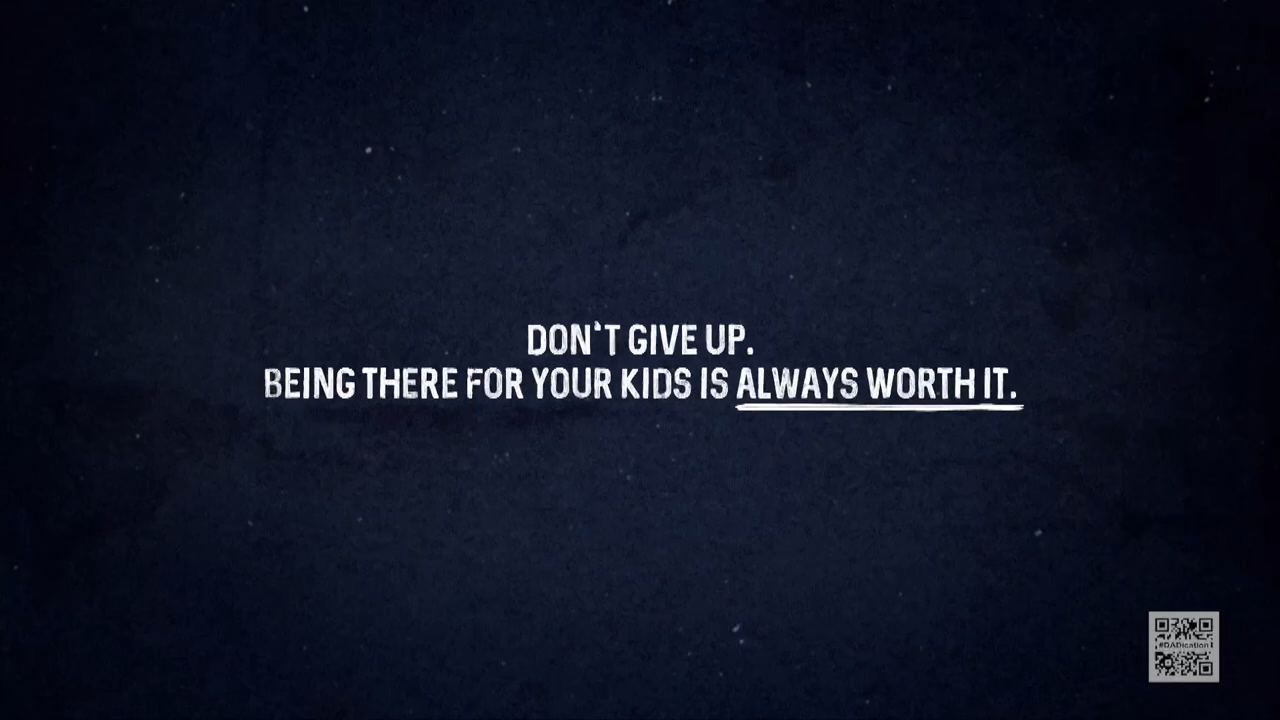 DON'T GIVE UP.
BEING THERE FOR YOUR KIDS IS ALWAYS WORTH IT.
#DADication